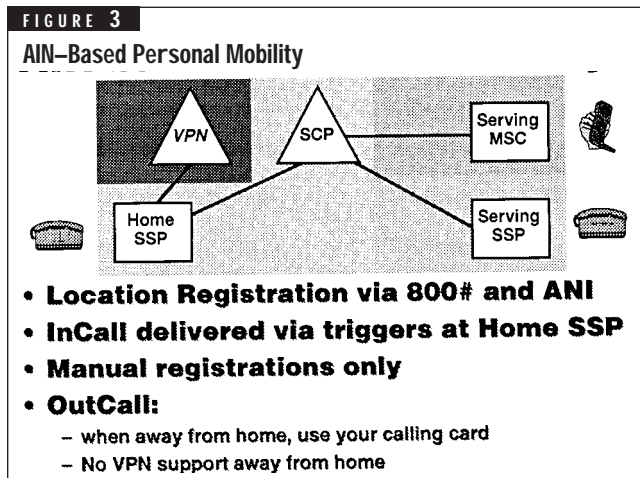 FIGURE 3
AIN–Based Personal Mobility
VPN
SCP
Serving
MSC
Home
SSP
Serving
SSP
• Location Registration via 800# and ANI
• InCall delivered via triggers at Home SSP
• Manual registrations only
• OutCall:
– when away from home, use your calling card
– No VPN support away from home